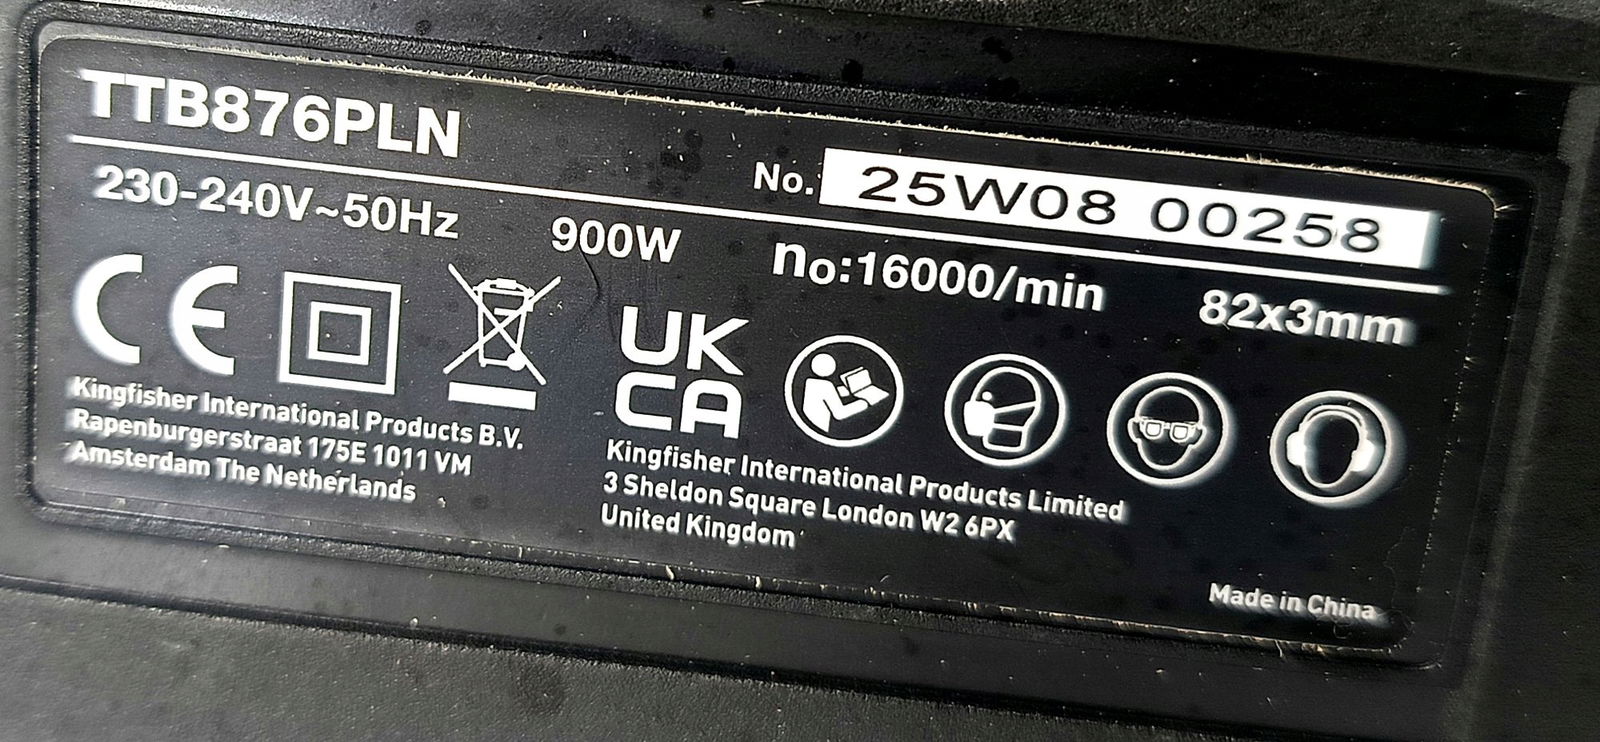 TTB876PLN
No. 25W08 00258
230-240V~50Hz 900W no:16000/min 82x3mm
CE
UK
CA
Kingfisher International Products B.V.
Rapenburgerstraat 175E 1011 VM
Amsterdam The Netherlands
Kingfisher International Products Limited
3 Sheldon Square London W2 6PX
United Kingdom
Made in China